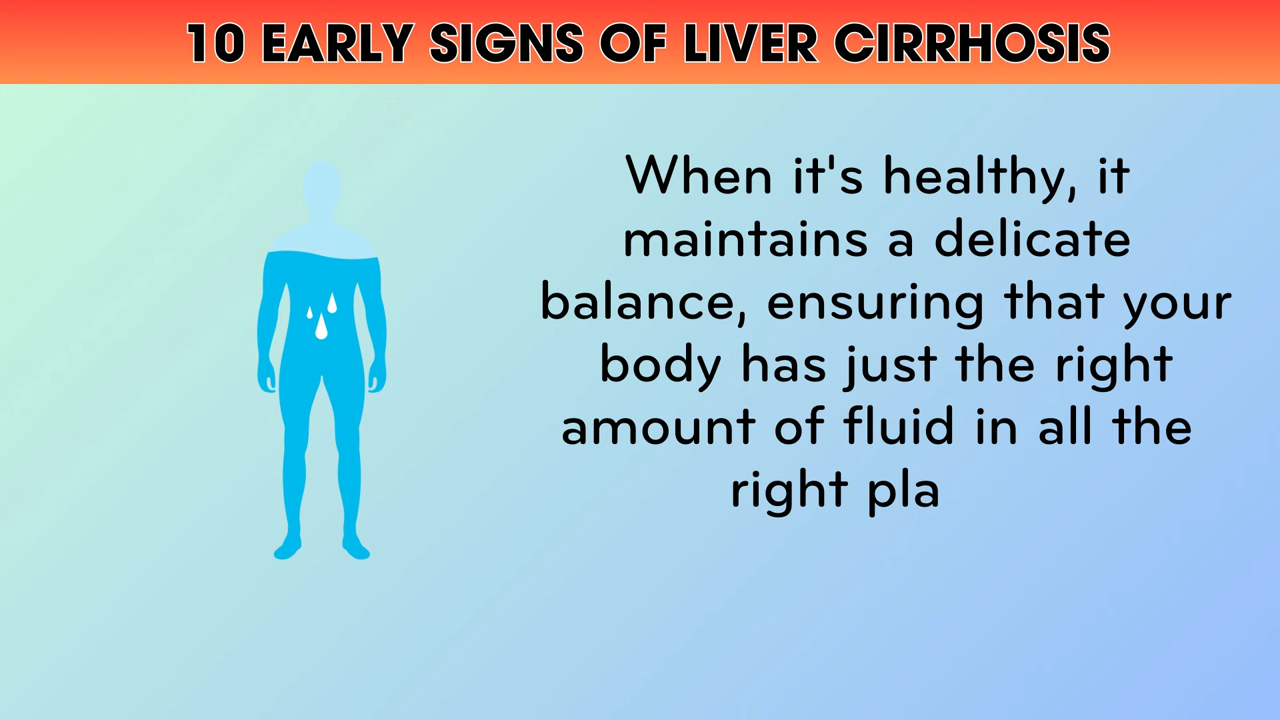 10 EARLY SIGNS OF LIVER CIRRHOSIS
When it's healthy, it
maintains a delicate
balance, ensuring that your
body has just the right
amount of fluid in all the
right pla